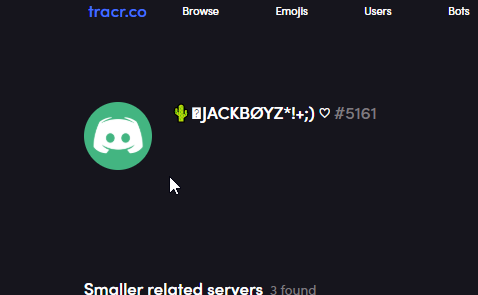 tracr.co Browse Emojis Users Bots
🌵 �JACKBØYZ*!+;) ♡ #5161
Smaller related servers 3 found